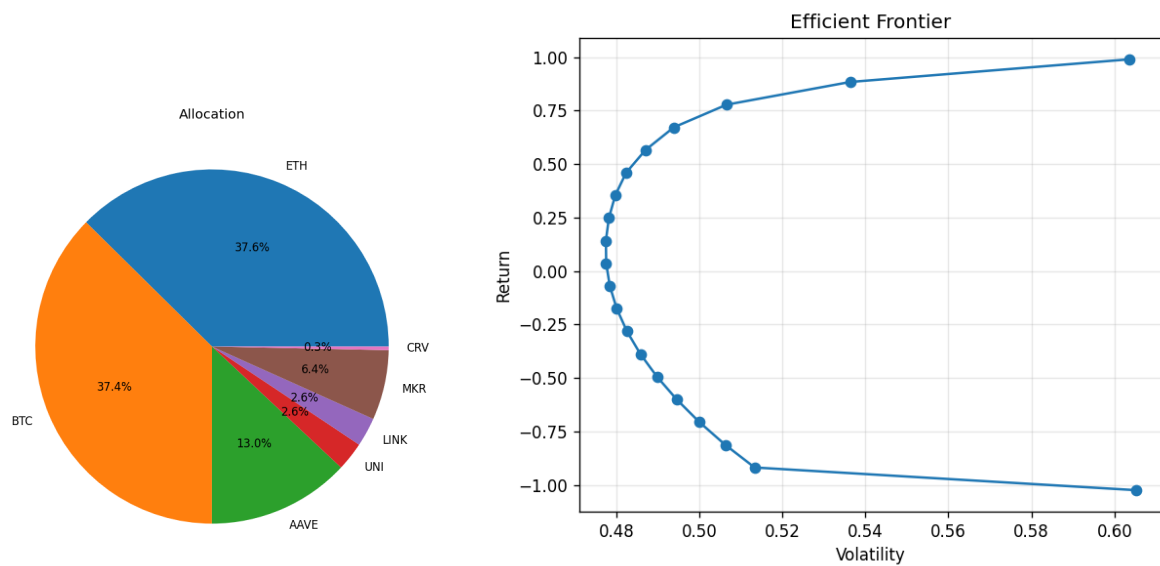 Allocation
ETH
37.6%
BTC
37.4%
AAVE
13.0%
UNI
2.6%
LINK
2.6%
MKR
6.4%
CRV
0.3%
Efficient Frontier
Return
1.00
0.75
0.50
0.25
0.00
−0.25
−0.50
−0.75
−1.00
0.48 0.50 0.52 0.54 0.56 0.58 0.60
Volatility